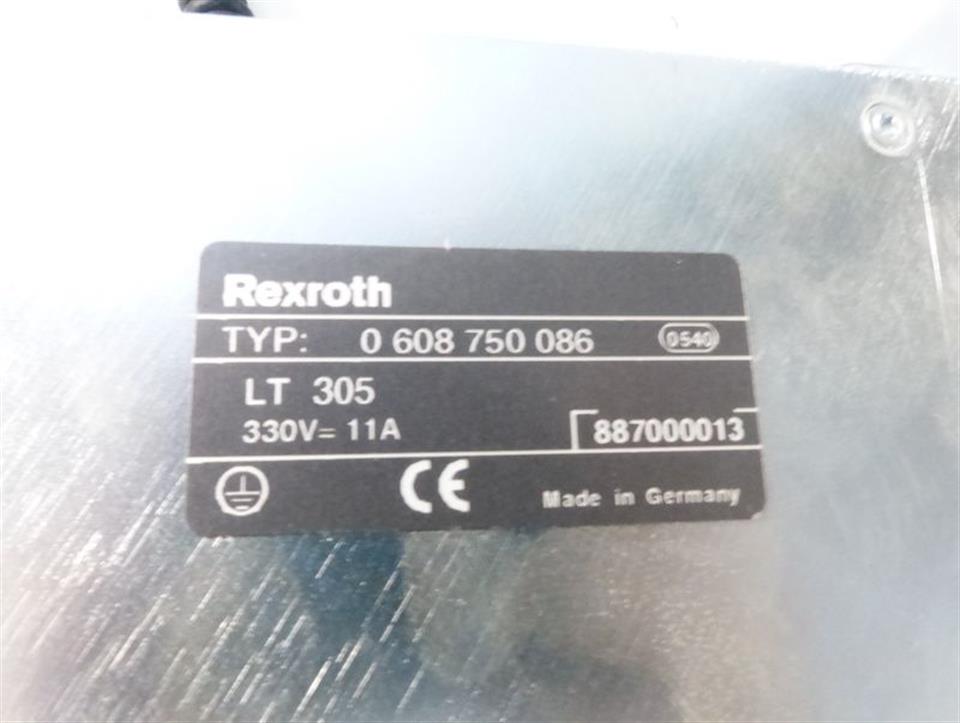 Rexroth
TYP: 0 608 750 086 0540
LT 305
330V= 11A 887000013
CE Made in Germany